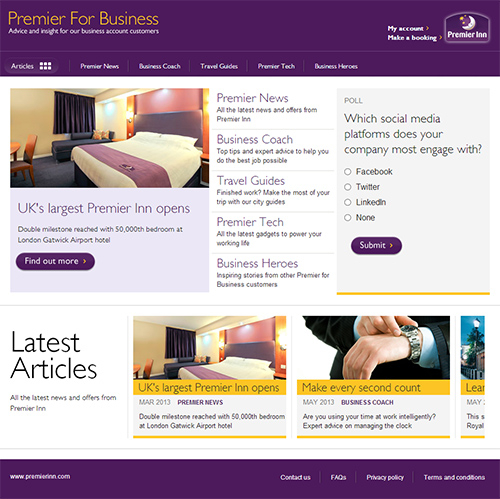 Premier For Business
Advice and insight for our business account customers
My account ›
Make a booking ›
Premier Inn
Articles
Premier News
Business Coach
Travel Guides
Premier Tech
Business Heroes
UK's largest Premier Inn opens
Double milestone reached with 50,000th bedroom at
London Gatwick Airport hotel
Find out more ›
Premier News
All the latest news and offers from
Premier Inn
Business Coach
Top tips and expert advice to help you
do the best job possible
Travel Guides
Finished work? Make the most of your
trip with our city guides
Premier Tech
All the latest gadgets to power your
working life
Business Heroes
Inspiring stories from other Premier for
Business customers
POLL
Which social media
platforms does your
company most engage with?
Facebook
Twitter
LinkedIn
None
Submit ›
Latest
Articles
All the latest news and offers from
Premier Inn
UK's largest Premier Inn opens
MAR 2013 PREMIER NEWS
Double milestone reached with 50,000th bedroom
at London Gatwick Airport hotel
Make every second count
MAY 2013 BUSINESS COACH
Are you using your time at work intelligently?
Expert advice on managing the clock
Lear
MAY 2
This s
Royal
www.premierinn.com
Contact us
FAQs
Privacy policy
Terms and conditions